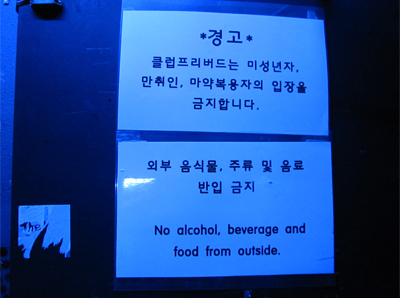 *경고*
클럽프리버드는 미성년자,
만취인, 마약복용자의 입장을
금지합니다.
외부 음식물, 주류 및 음료
반입 금지
No alcohol, beverage and
food from outside.
The